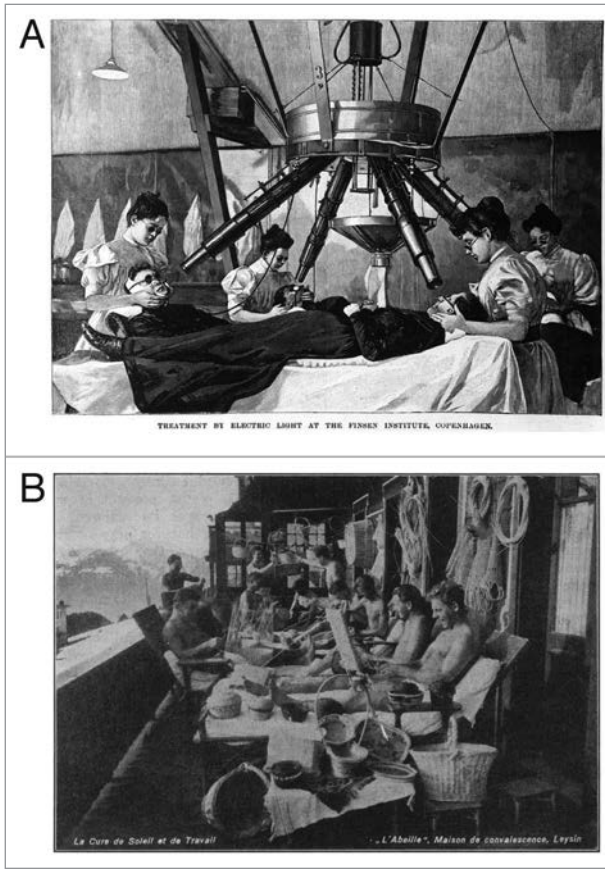 A
TREATMENT BY ELECTRIC LIGHT AT THE FINSEN INSTITUTE, COPENHAGEN.
B
La Cure de Soleil et de Travail
„L'Abeille", Maison de convalescence, Leysin